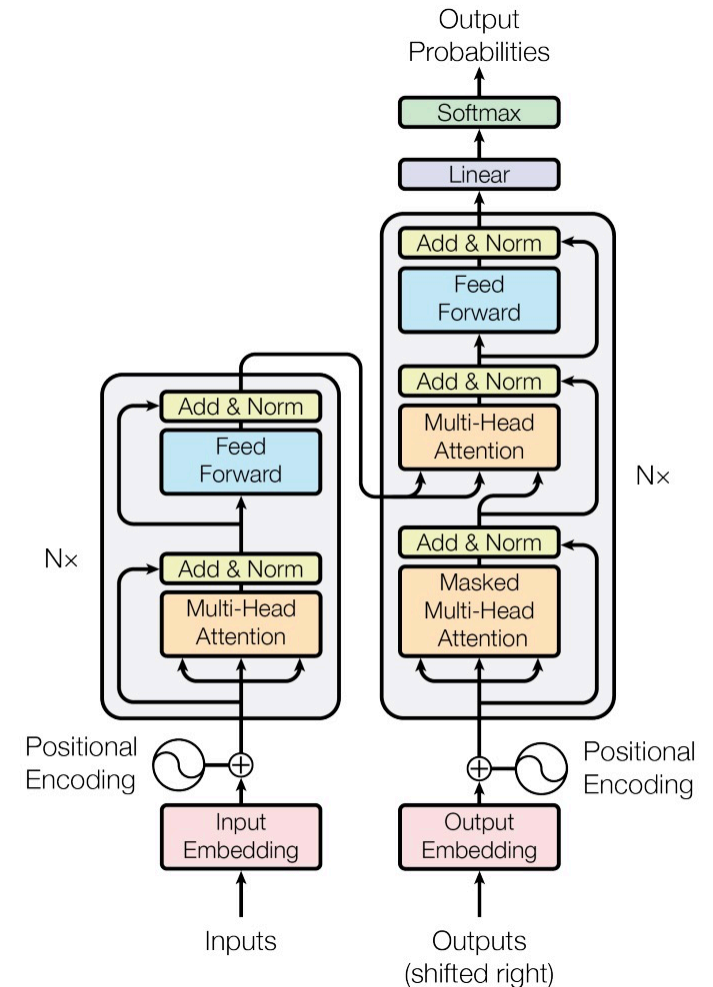 Output
Probabilities
Softmax
Linear
Add & Norm
Feed
Forward
Add & Norm
Multi-Head
Attention
Nx
Add & Norm
Masked
Multi-Head
Attention
Add & Norm
Feed
Forward
Nx
Add & Norm
Multi-Head
Attention
Positional
Encoding
Positional
Encoding
Input
Embedding
Output
Embedding
Inputs
Outputs
(shifted right)